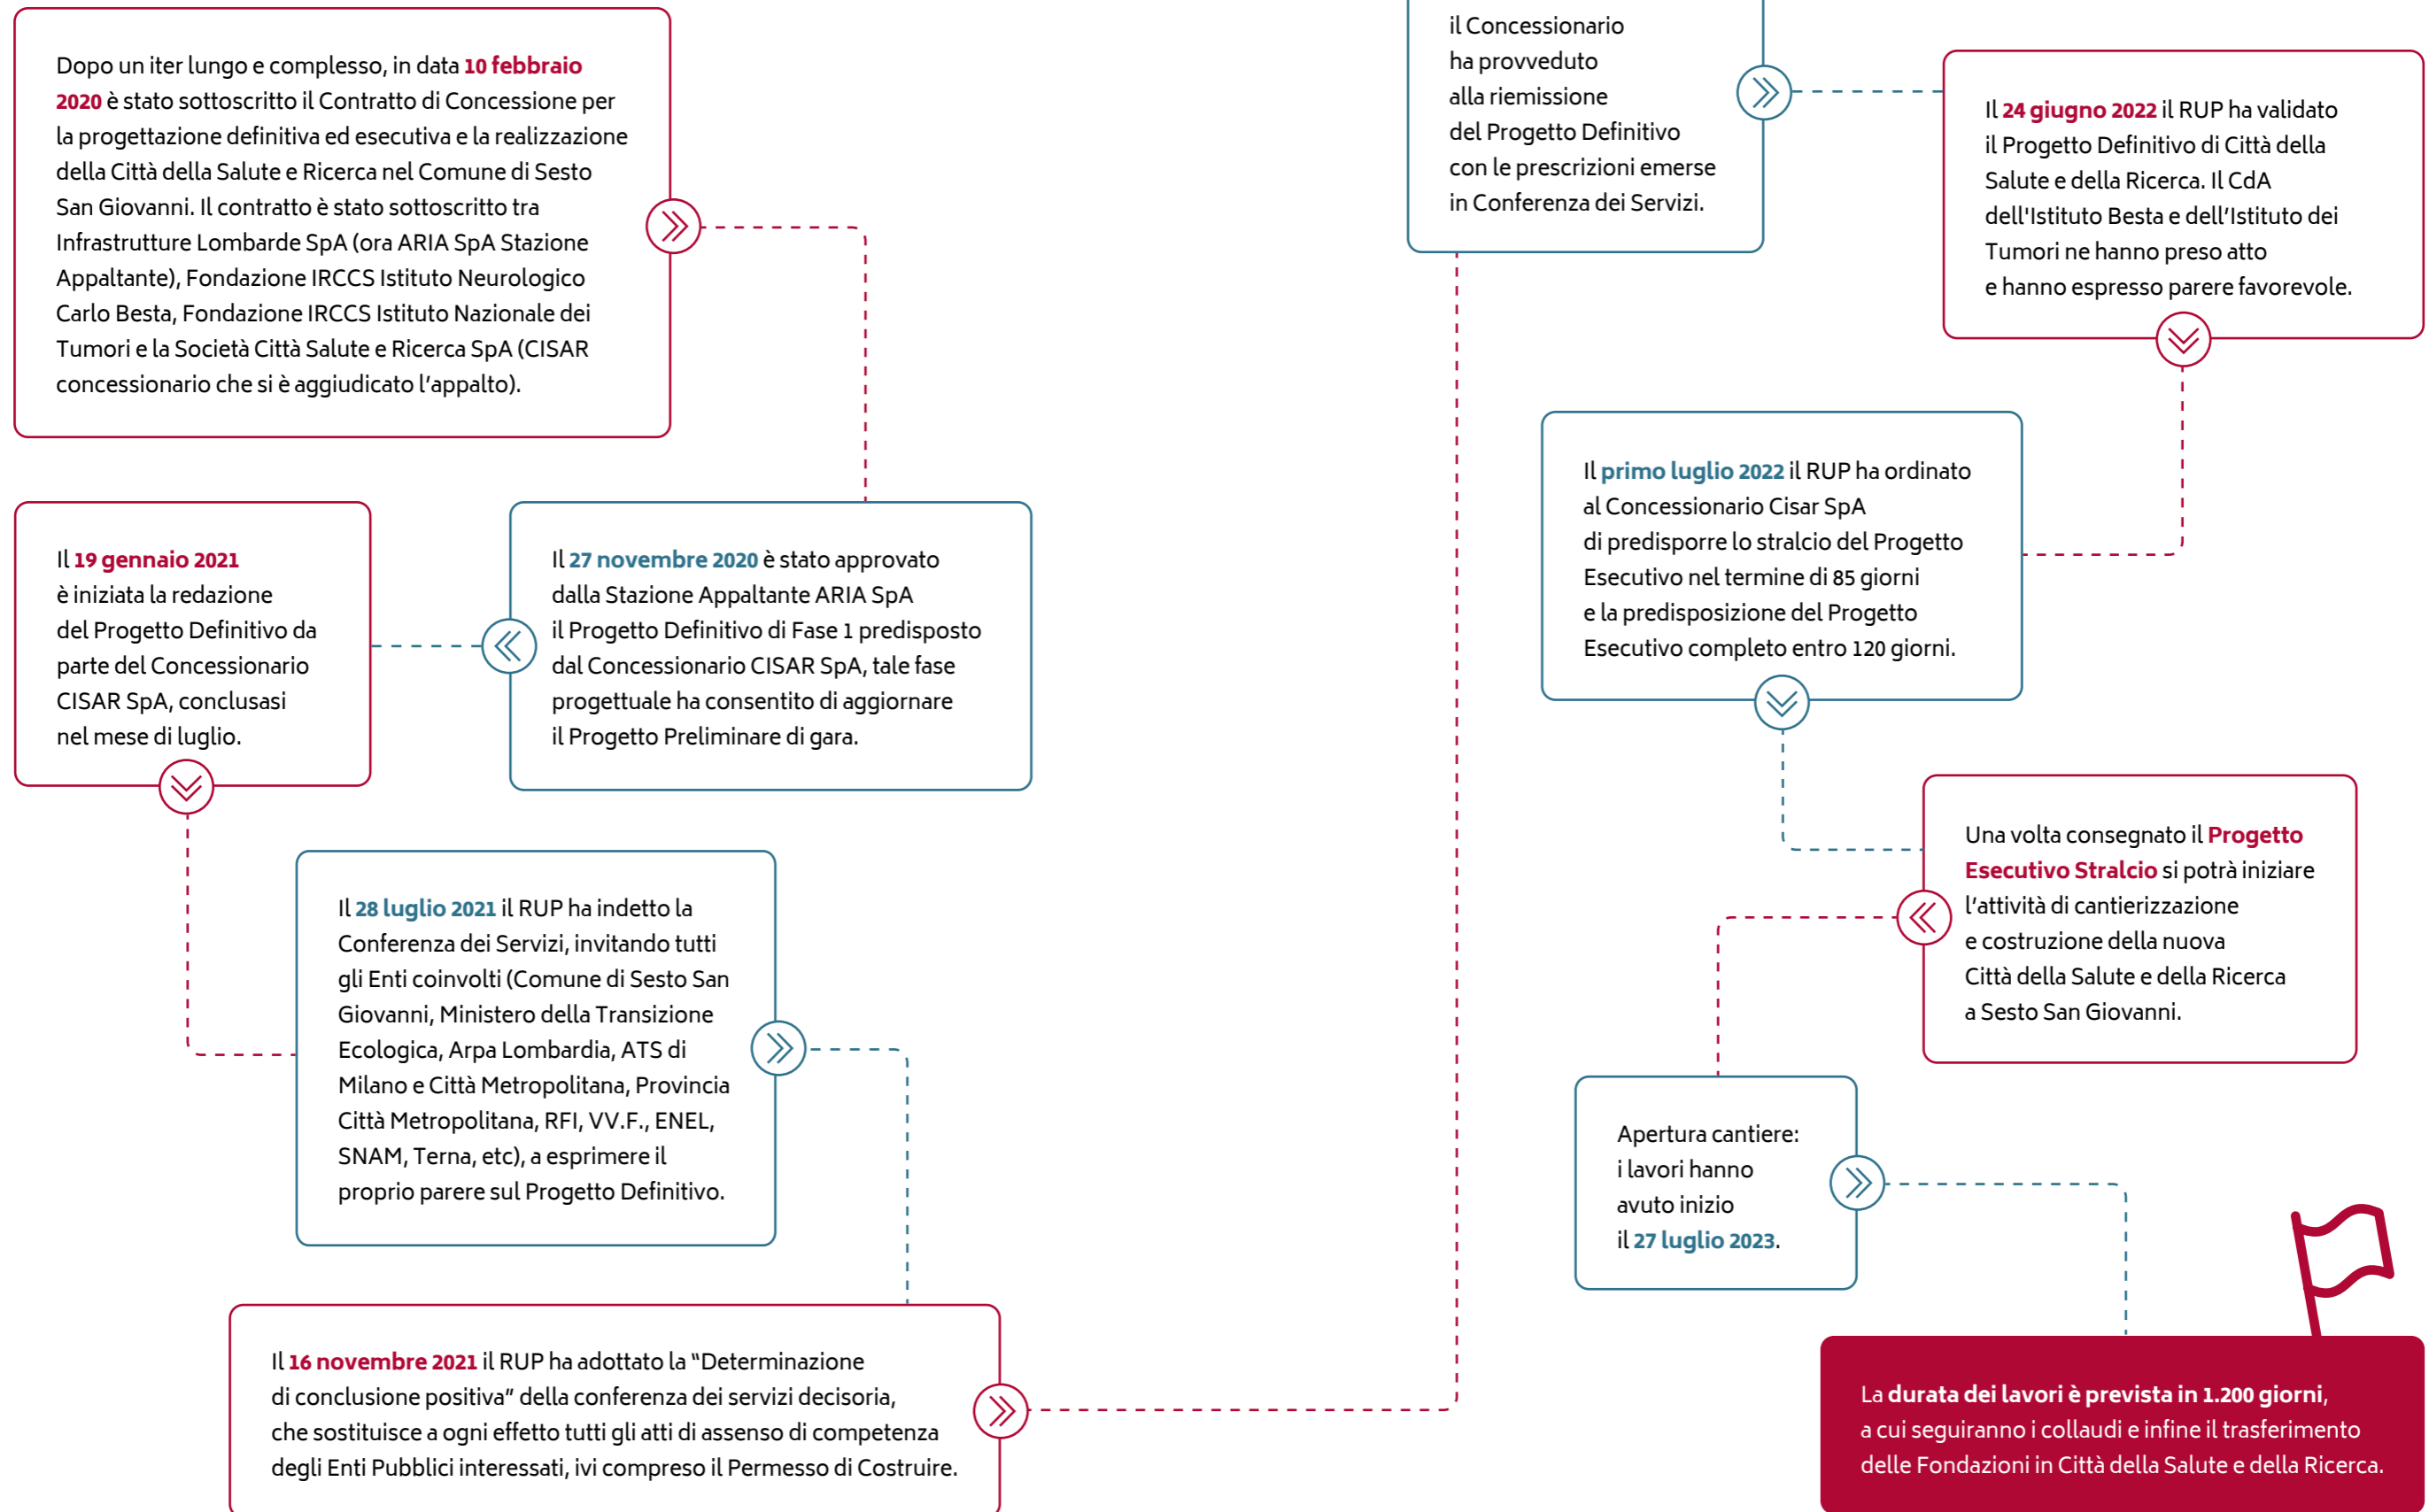 Dopo un iter lungo e complesso, in data 10 febbraio
2020 è stato sottoscritto il Contratto di Concessione per
la progettazione definitiva ed esecutiva e la realizzazione
della Città della Salute e Ricerca nel Comune di Sesto
San Giovanni. Il contratto è stato sottoscritto tra
Infrastrutture Lombarde SpA (ora ARIA SpA Stazione
Appaltante), Fondazione IRCCS Istituto Neurologico
Carlo Besta, Fondazione IRCCS Istituto Nazionale dei
Tumori e la Società Città Salute e Ricerca SpA (CISAR
concessionario che si è aggiudicato l’appalto).
Il 27 novembre 2020 è stato approvato
dalla Stazione Appaltante ARIA SpA
il Progetto Definitivo di Fase 1 predisposto
dal Concessionario CISAR SpA, tale fase
progettuale ha consentito di aggiornare
il Progetto Preliminare di gara.
Il 19 gennaio 2021
è iniziata la redazione
del Progetto Definitivo da
parte del Concessionario
CISAR SpA, conclusasi
nel mese di luglio.
Il 28 luglio 2021 il RUP ha indetto la
Conferenza dei Servizi, invitando tutti
gli Enti coinvolti (Comune di Sesto San
Giovanni, Ministero della Transizione
Ecologica, Arpa Lombardia, ATS di
Milano e Città Metropolitana, Provincia
Città Metropolitana, RFI, VV.F., ENEL,
SNAM, Terna, etc), a esprimere il
proprio parere sul Progetto Definitivo.
Il 16 novembre 2021 il RUP ha adottato la “Determinazione
di conclusione positiva” della conferenza dei servizi decisoria,
che sostituisce a ogni effetto tutti gli atti di assenso di competenza
degli Enti Pubblici interessati, ivi compreso il Permesso di Costruire.
il Concessionario
ha provveduto
alla riemissione
del Progetto Definitivo
con le prescrizioni emerse
in Conferenza dei Servizi.
Il 24 giugno 2022 il RUP ha validato
il Progetto Definitivo di Città della
Salute e della Ricerca. Il CdA
dell'Istituto Besta e dell’Istituto dei
Tumori ne hanno preso atto
e hanno espresso parere favorevole.
Il primo luglio 2022 il RUP ha ordinato
al Concessionario Cisar SpA
di predisporre lo stralcio del Progetto
Esecutivo nel termine di 85 giorni
e la predisposizione del Progetto
Esecutivo completo entro 120 giorni.
Una volta consegnato il Progetto
Esecutivo Stralcio si potrà iniziare
l’attività di cantierizzazione
e costruzione della nuova
Città della Salute e della Ricerca
a Sesto San Giovanni.
Apertura cantiere:
i lavori hanno
avuto inizio
il 27 luglio 2023.
La durata dei lavori è prevista in 1.200 giorni,
a cui seguiranno i collaudi e infine il trasferimento
delle Fondazioni in Città della Salute e della Ricerca.